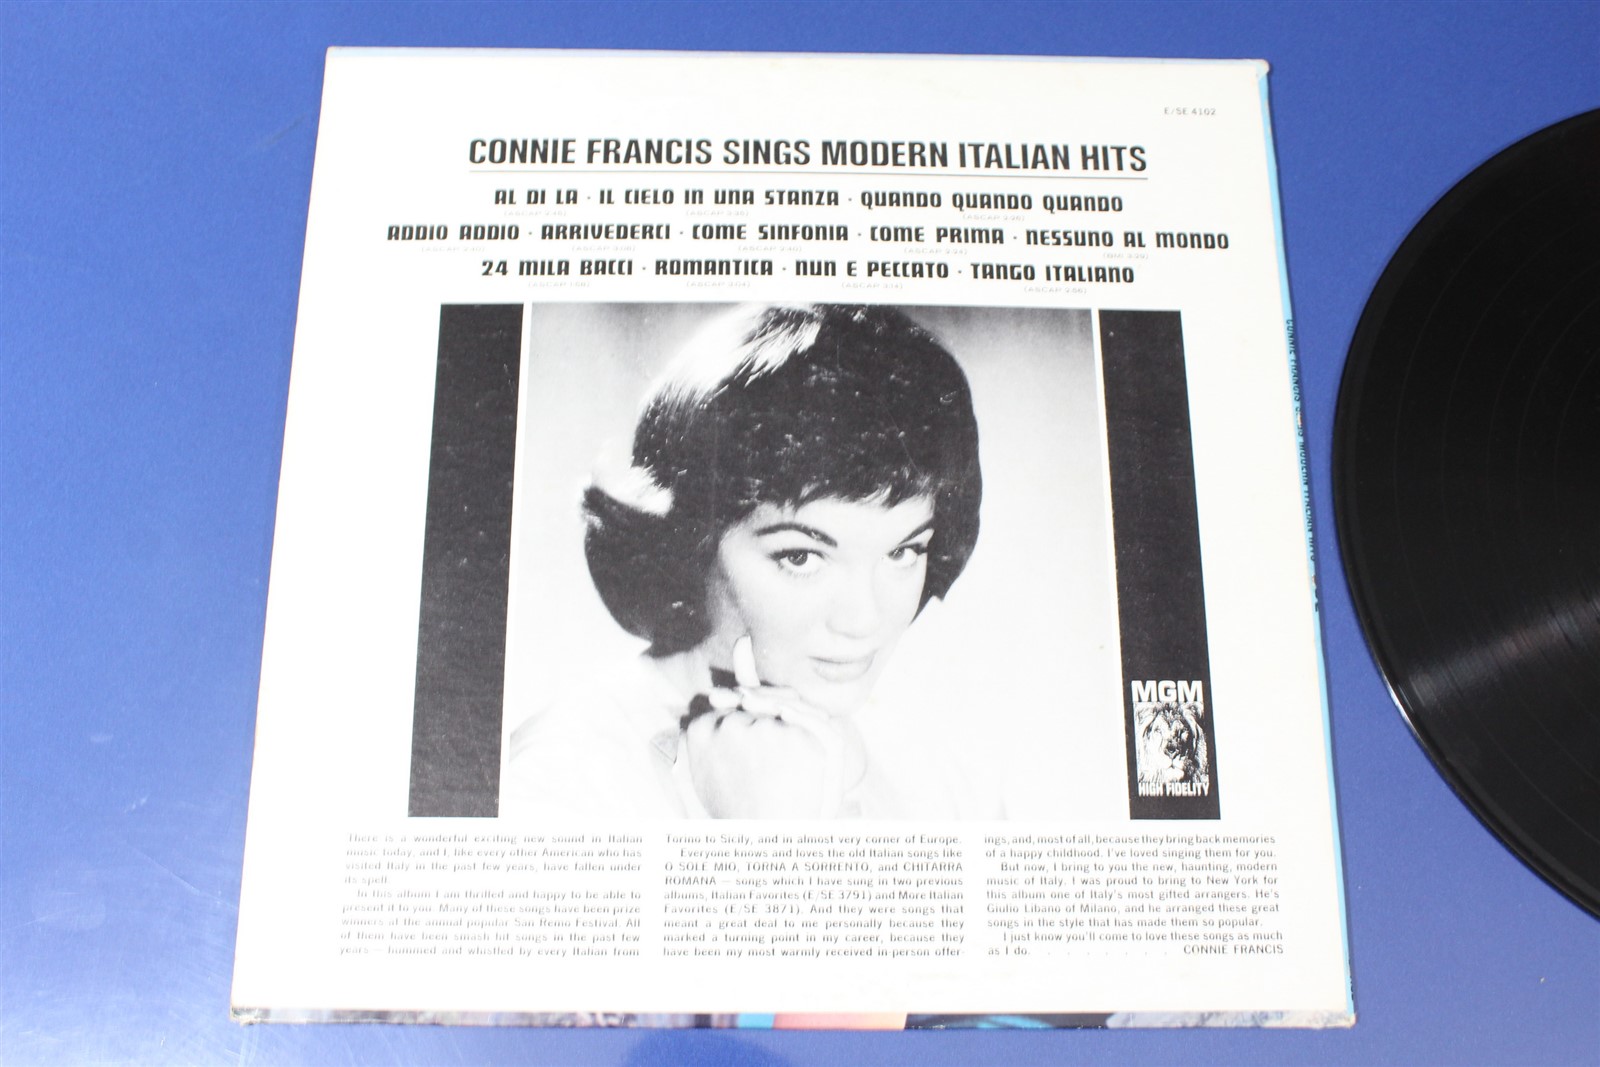 E/SE 4102
CONNIE FRANCIS SINGS MODERN ITALIAN HITS
AL DI LA · IL CIELO IN UNA STANZA · QUANDO QUANDO QUANDO
ADDIO ADDIO · ARRIVEDERCI · COME SINFONIA · COME PRIMA · NESSUNO AL MONDO
24 MILA BACCI · ROMANTICA · NUN E PECCATO · TANGO ITALIANO
MGM
HIGH FIDELITY
There is a wonderful exciting new sound in Italian
music today, and I, like every other American who has
visited Italy in the past few years, have fallen under
its spell.
In this album I am thrilled and happy to be able to
present it to you. Many of these songs have been prize
winners at the annual popular San Remo Festival. All
of them have been smash hit songs in the past few
years — hummed and whistled by every Italian from
Torino to Sicily, and in almost very corner of Europe.
Everyone knows and loves the old Italian songs like
O SOLE MIO, TORNA A SORRENTO, and CHITARRA
ROMANA — songs which I have sung in two previous
albums, Italian Favorites (E/SE 3791) and More Italian
Favorites (E/SE 3871). And they were songs that
meant a great deal to me personally because they
marked a turning point in my career, because they
have been my most warmly received in person offer-
ings, and, most of all, because they bring back memories
of a happy childhood. I've loved singing them for you.
But now, I bring to you the new, haunting, modern
music of Italy. I was proud to bring to New York for
this album one of Italy's most gifted arrangers. He's
Giulio Libano of Milano, and he arranged these great
songs in the style that has made them so popular.
I just know you'll come to love these songs as much
as I do. . . . . . . . CONNIE FRANCIS